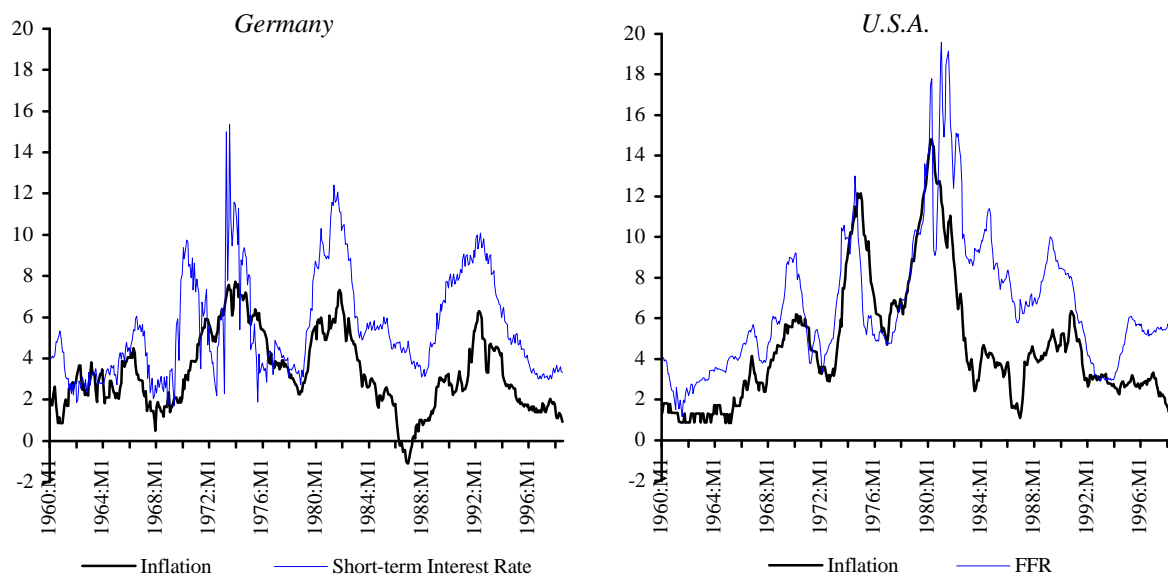 Germany
20
18
16
14
12
10
8
6
4
2
0
-2
1960:M1
1964:M1
1968:M1
1972:M1
1976:M1
1980:M1
1984:M1
1988:M1
1992:M1
1996:M1
Inflation
Short-term Interest Rate
U.S.A.
20
18
16
14
12
10
8
6
4
2
0
-2
1960:M1
1964:M1
1968:M1
1972:M1
1976:M1
1980:M1
1984:M1
1988:M1
1992:M1
1996:M1
Inflation
FFR